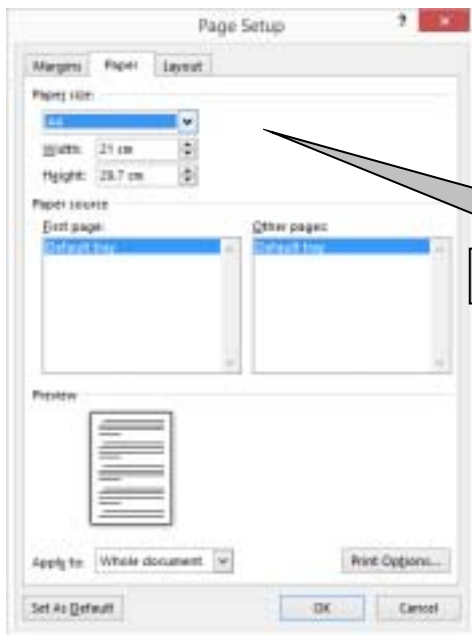 Page Setup ?
Margins Paper Layout
Paper size
A4
Width: 21 cm
Height: 29.7 cm
Paper source
First page: Other pages:
Default tray Default tray
Preview
Apply to: Whole document Print Options...
Set As Default OK Cancel